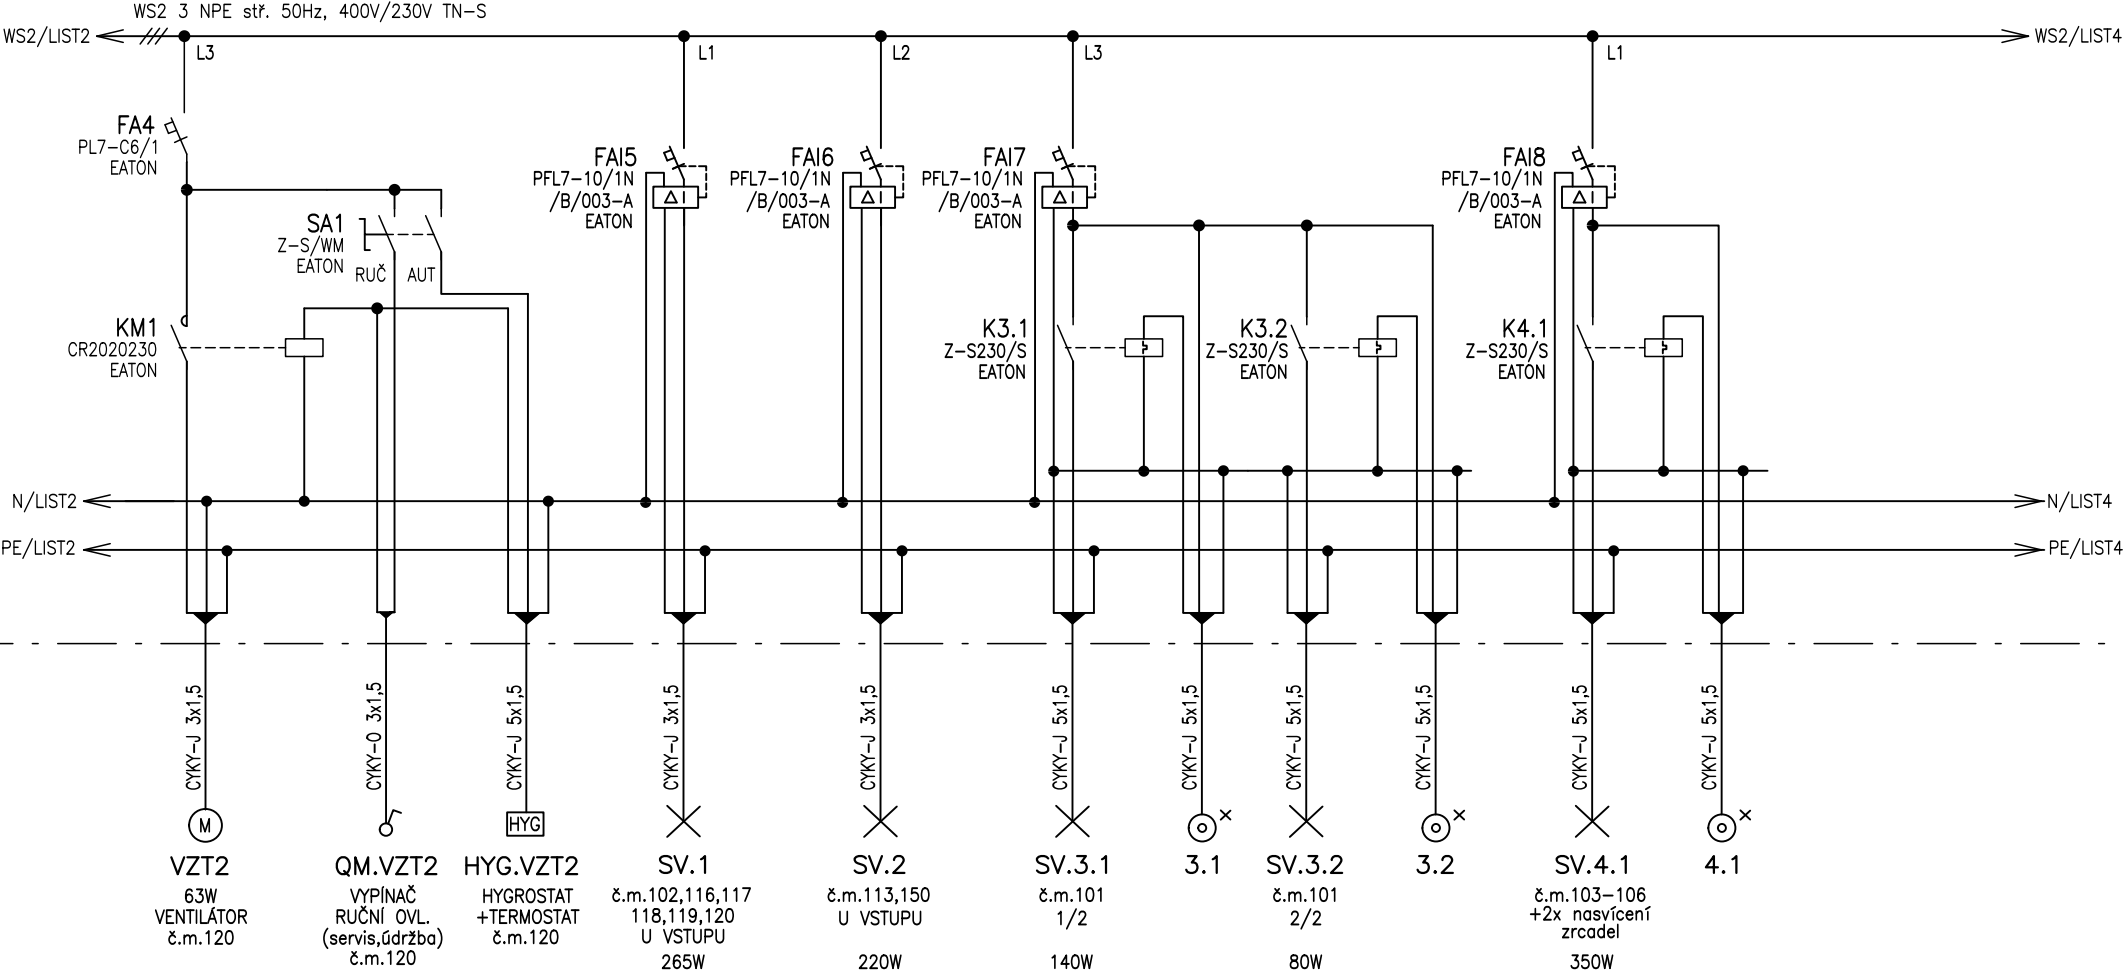 WS2 3 NPE stř. 50Hz, 400V/230V TN-S
WS2/LIST2
WS2/LIST4
L3
L1
L2
L3
L1
FA4
PL7-C6/1
EATON
SA1
Z-S/WM
EATON
RUČ
AUT
KM1
CR2020230
EATON
FAI5
PFL7-10/1N
/B/003-A
EATON
FAI6
PFL7-10/1N
/B/003-A
EATON
FAI7
PFL7-10/1N
/B/003-A
EATON
FAI8
PFL7-10/1N
/B/003-A
EATON
K3.1
Z-S230/S
EATON
K3.2
Z-S230/S
EATON
K4.1
Z-S230/S
EATON
N/LIST2
N/LIST4
PE/LIST2
PE/LIST4
CYKY-J 3x1,5
CYKY-O 3x1,5
CYKY-J 5x1,5
CYKY-J 3x1,5
CYKY-J 3x1,5
CYKY-J 5x1,5
CYKY-J 5x1,5
CYKY-J 5x1,5
CYKY-J 5x1,5
CYKY-J 5x1,5
CYKY-J 5x1,5
M
HYG
VZT2
63W
VENTILÁTOR
č.m.120
QM.VZT2
VYPÍNAČ
RUČNÍ OVL.
(servis,údržba)
č.m.120
HYG.VZT2
HYGROSTAT
+TERMOSTAT
č.m.120
SV.1
č.m.102,116,117
118,119,120
U VSTUPU
265W
SV.2
č.m.113,150
U VSTUPU
220W
SV.3.1
č.m.101
1/2
140W
3.1
SV.3.2
č.m.101
2/2
80W
3.2
SV.4.1
č.m.103-106
+2x nasvícení
zrcadel
350W
4.1